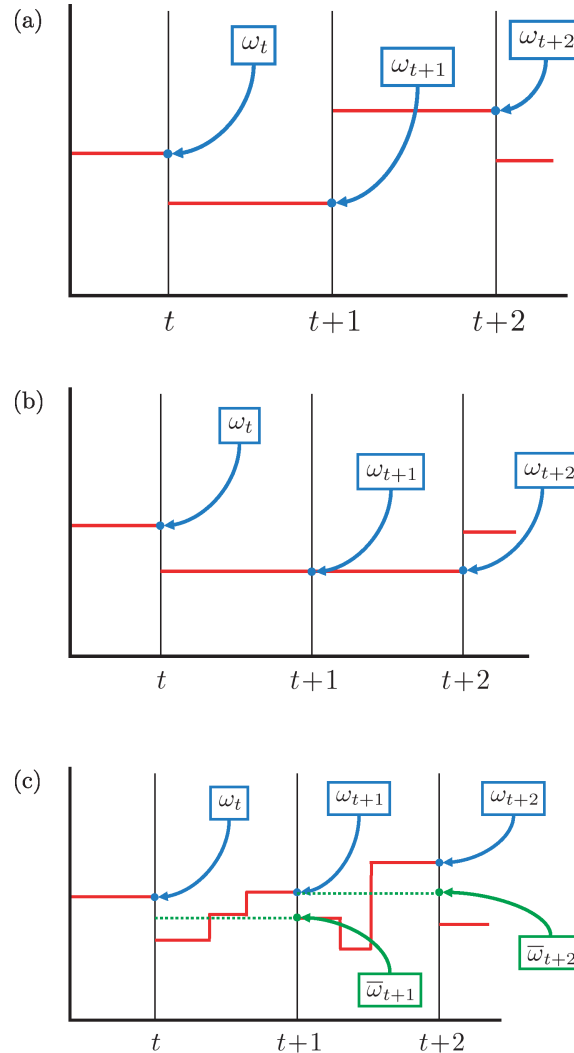 (a)
ω_t
ω_{t+1}
ω_{t+2}
t
t+1
t+2
(b)
ω_t
ω_{t+1}
ω_{t+2}
t
t+1
t+2
(c)
ω_t
ω_{t+1}
ω_{t+2}
ω̅_{t+1}
ω̅_{t+2}
t
t+1
t+2